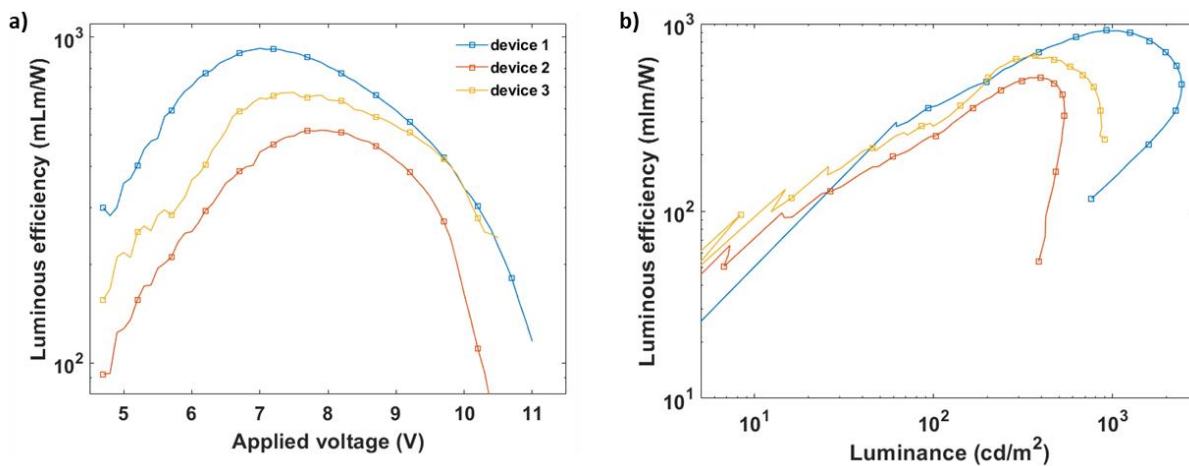 a)
Luminous efficiency (mLm/W)
10³
10²
device 1
device 2
device 3
5 6 7 8 9 10 11
Applied voltage (V)
b)
Luminous efficiency (mlm/W)
10³
10²
10¹
10¹ 10² 10³
Luminance (cd/m²)